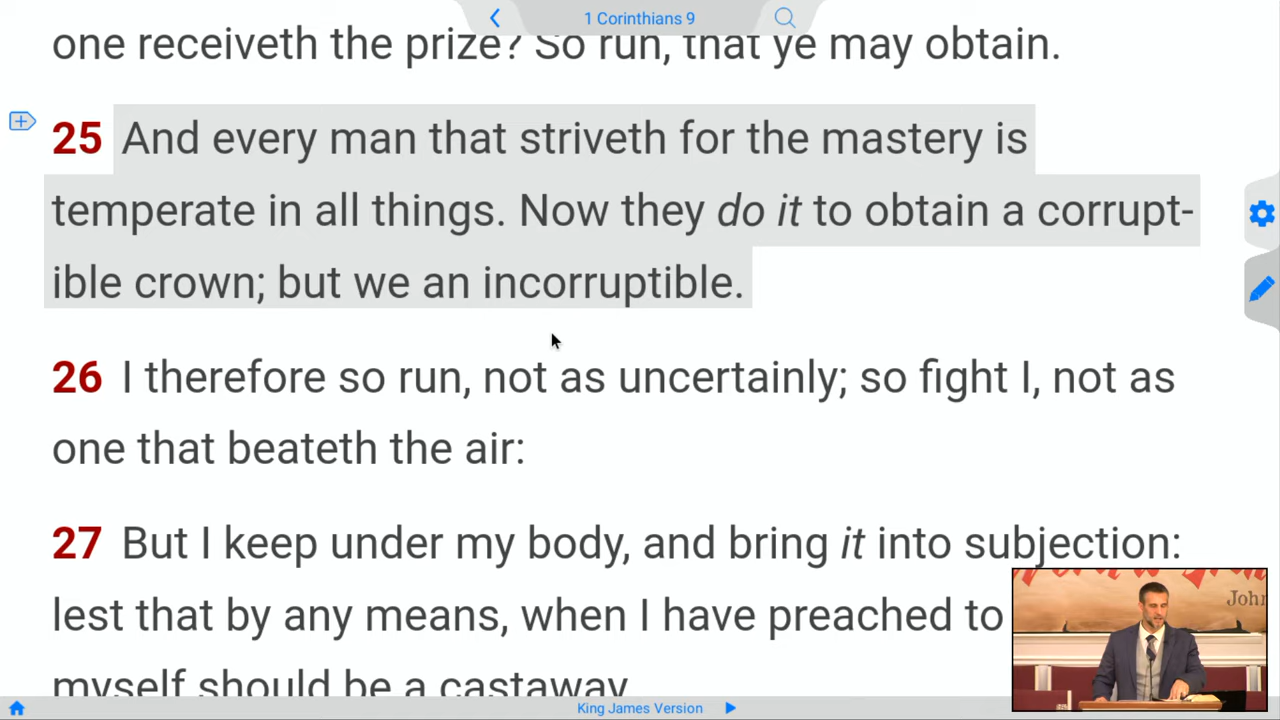 1 Corinthians 9
one receiveth the prize? So run, that ye may obtain.
25 And every man that striveth for the mastery is
temperate in all things. Now they do it to obtain a corrupt-
ible crown; but we an incorruptible.
26 I therefore so run, not as uncertainly; so fight I, not as
one that beateth the air:
27 But I keep under my body, and bring it into subjection:
lest that by any means, when I have preached to
myself should be a castaway
John
King James Version